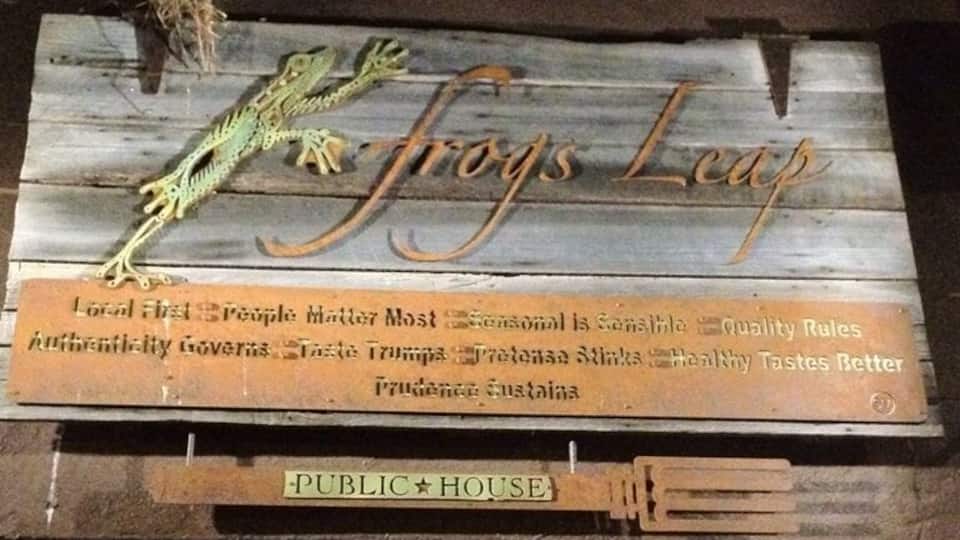 frogs Leap
Local First People Matter Most Seasonal is Sensible Quality Rules
Authenticity Governs Taste Trumps Pretense Stinks Healthy Tastes Better
Prudence Sustains
PUBLIC ★ HOUSE